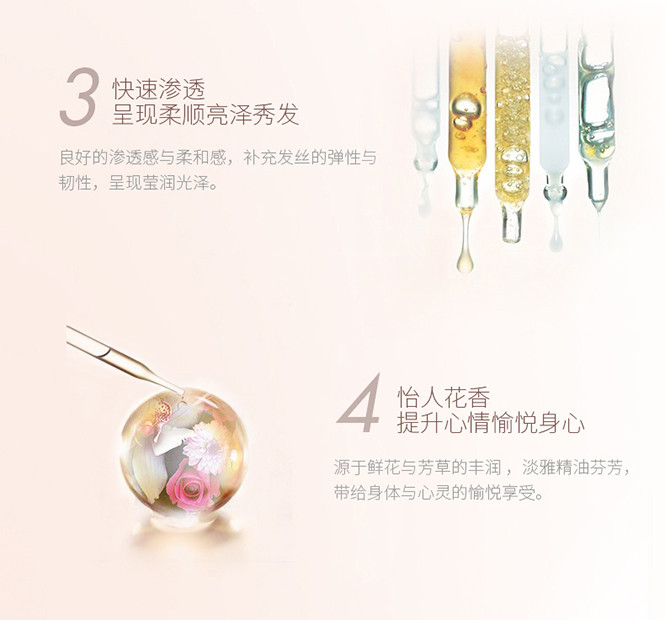 3
快速渗透
呈现柔顺亮泽秀发
良好的渗透感与柔和感，补充发丝的弹性与
韧性，呈现莹润光泽。
4
怡人花香
提升心情愉悦身心
源于鲜花与芳草的丰润，淡雅精油芬芳，
带给身体与心灵的愉悦享受。